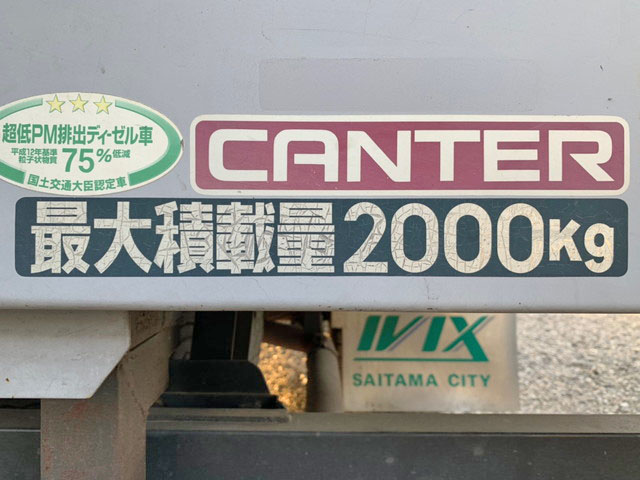 ★★★
超低PM排出ディーゼル車
平成12年基準
粒子状物質 75%低減
国土交通大臣認定車
CANTER
最大積載量2000Kg
IVIX
SAITAMA CITY